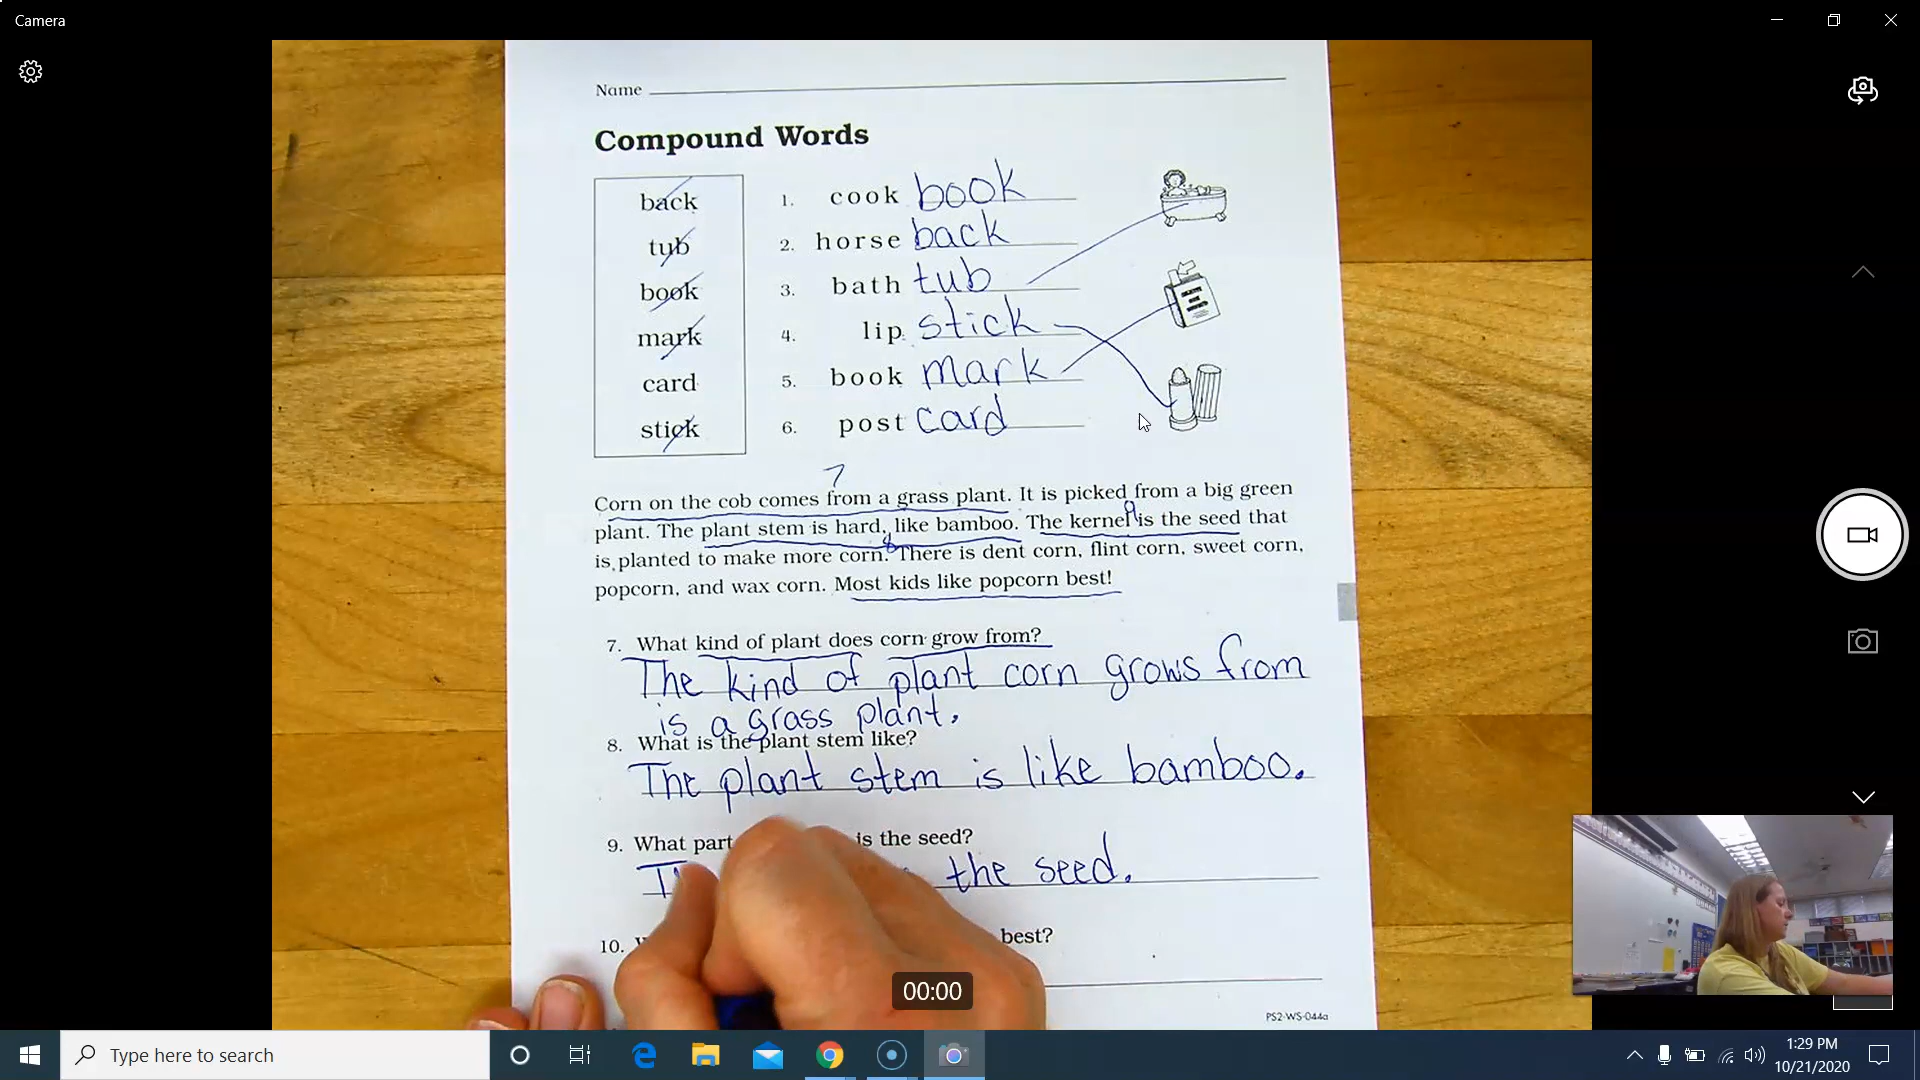 Camera
Name
Compound Words
back
tub
book
mark
card
stick
1. cook book
2. horse back
3. bath tub
4. lip stick
5. book mark
6. post card
7
Corn on the cob comes from a grass plant. It is picked from a big green
plant. The plant stem is hard, like bamboo. The kernel is the seed that
9
is planted to make more corn. There is dent corn, flint corn, sweet corn,
8
popcorn, and wax corn. Most kids like popcorn best!
7. What kind of plant does corn grow from?
The kind of plant corn grows from
is a grass plant.
8. What is the plant stem like?
The plant stem is like bamboo.
9. What part is the seed?
the seed.
10. best?
00:00
PS2-WS-044a
Type here to search
1:29 PM
10/21/2020